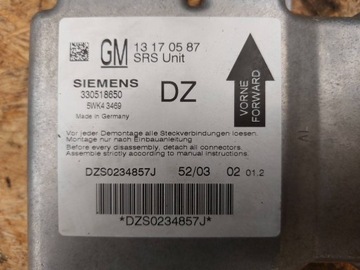 GM 13 17 05 87
SRS Unit
SIEMENS
330518650
5WK4 3469
Made in Germany
DZ
VORNE
FORWARD
Vor jeder Demontage alle Steckverbindungen loesen.
Montage nur nach Einbauanleitung
Before every disassembly, detach all connectors.
Assemble strictly according to manual instructions.
DZS0234857J 52/03 02 01.2
*DZS0234857J*